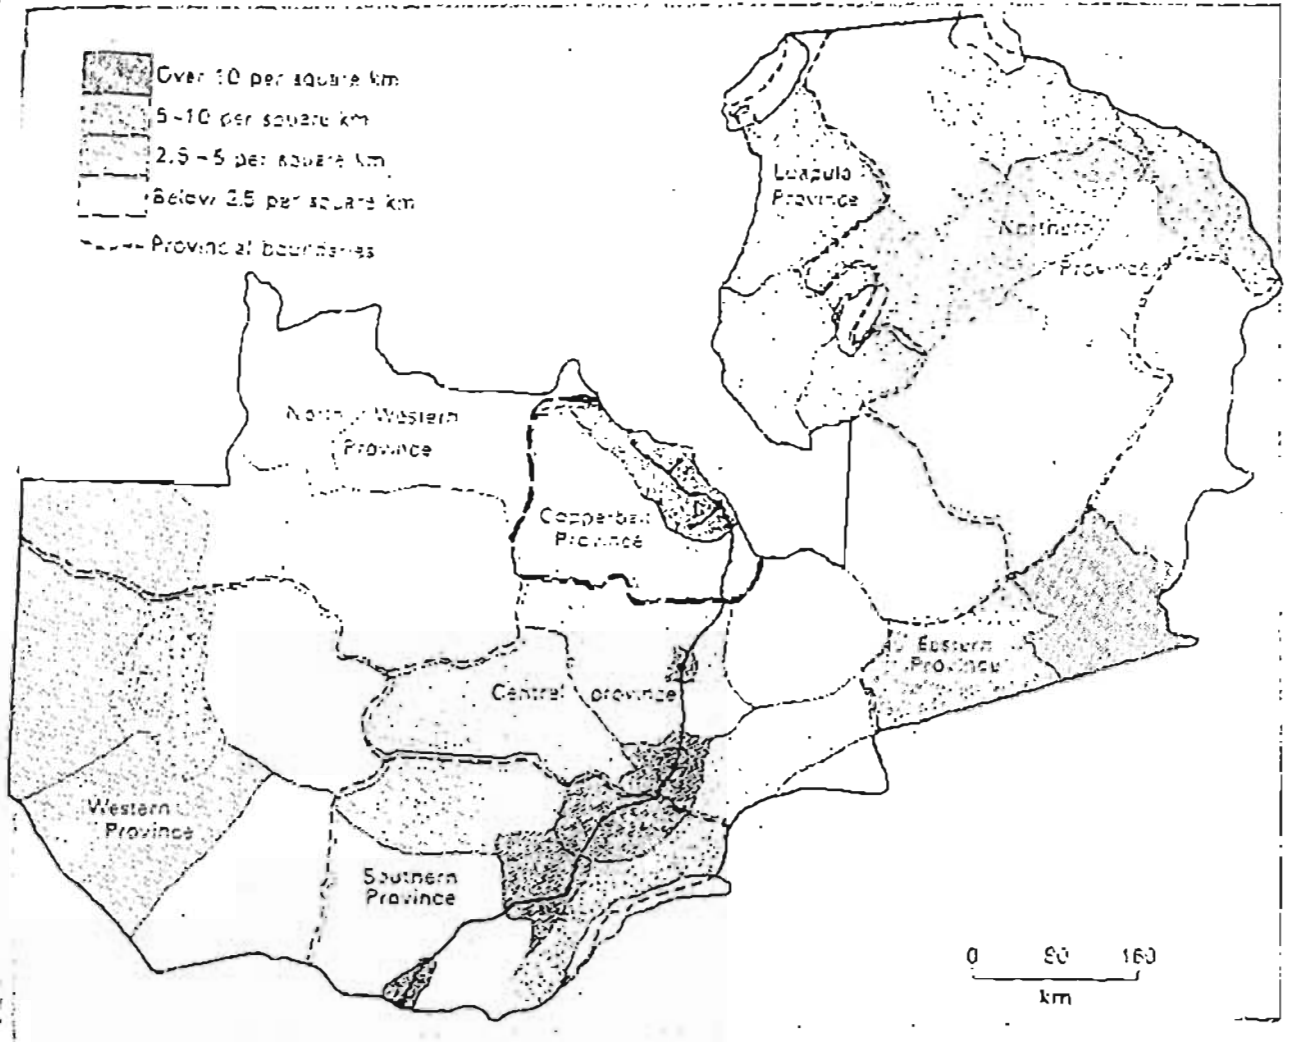 Over 10 per square km
5-10 per square km
2.5-5 per square km
Below 2.5 per square km
Provincial boundaries
Luapula
Province
Northern
Province
North Western
Province
Copperbelt
Province
Eastern
Province
Central province
Western
Province
Southern
Province
0 80 160
km